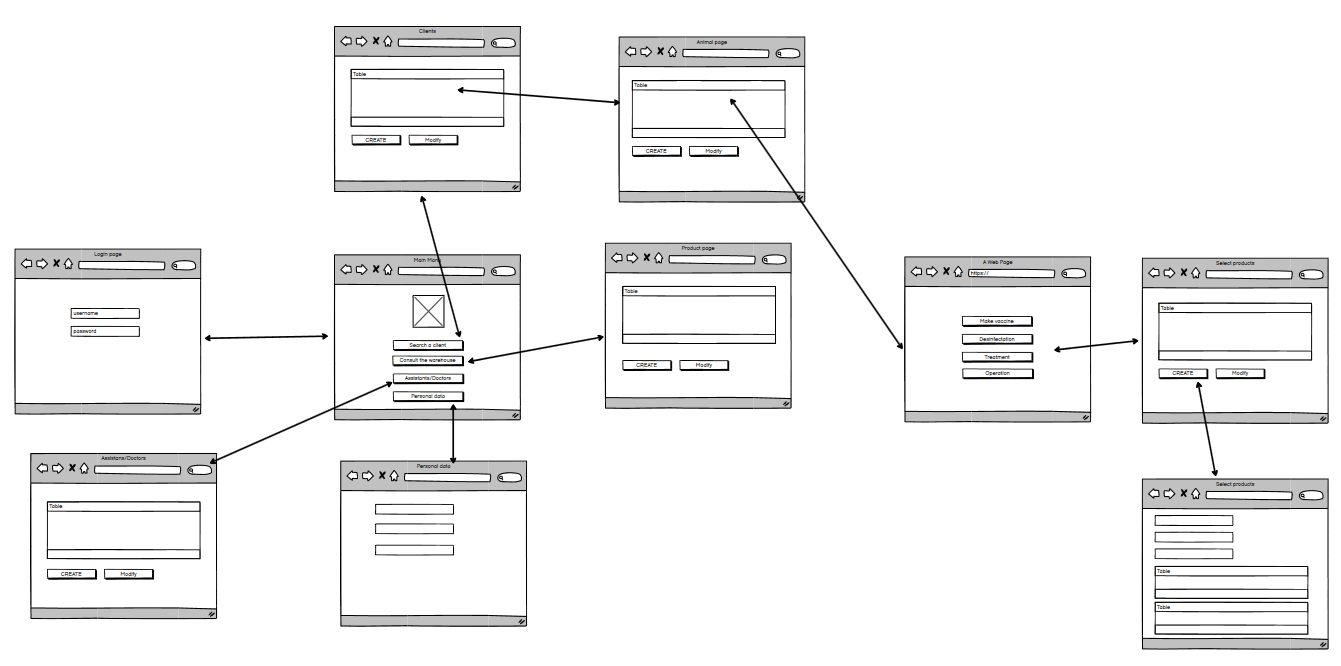 Clients
Table
CREATE
Modify
Animal page
Table
CREATE
Modify
Login page
username
password
Main Menu
Search a client
Consult the warehouse
Assistants/Doctors
Personal data
Product page
Table
CREATE
Modify
A Web Page
https://
Make vaccine
Desinfectation
Treatment
Operation
Select products
Table
CREATE
Modify
Assistans/Doctors
Table
CREATE
Modify
Personal data
Select products
Table
Table